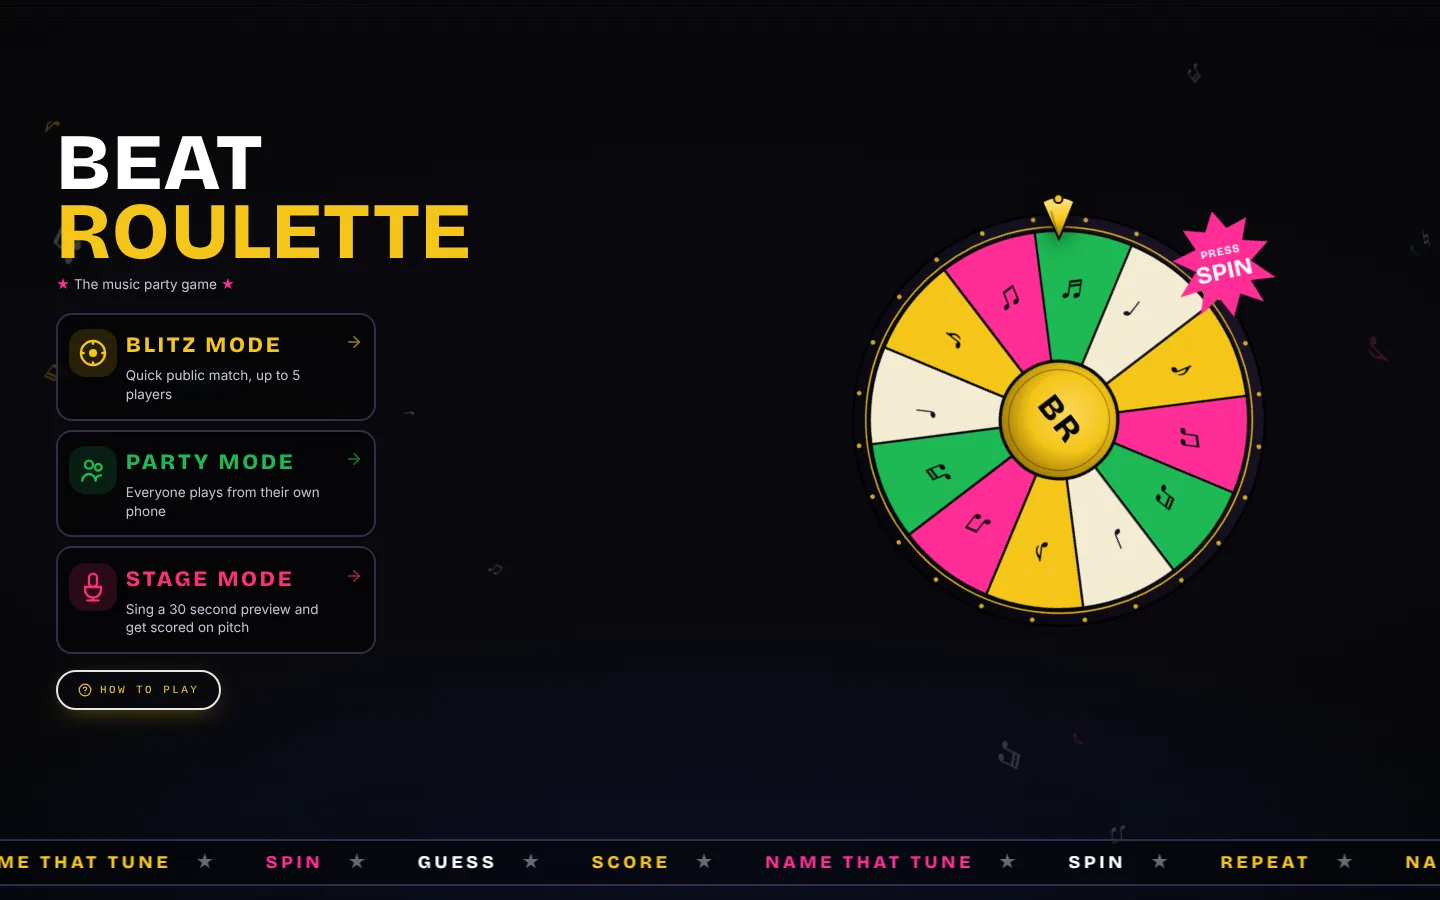 BEAT
ROULETTE
★ The music party game ★
BLITZ MODE
Quick public match, up to 5
players
PARTY MODE
Everyone plays from their own
phone
STAGE MODE
Sing a 30 second preview and
get scored on pitch
HOW TO PLAY
PRESS
SPIN
BR
ME THAT TUNE ★ SPIN ★ GUESS ★ SCORE ★ NAME THAT TUNE ★ SPIN ★ REPEAT ★ NA